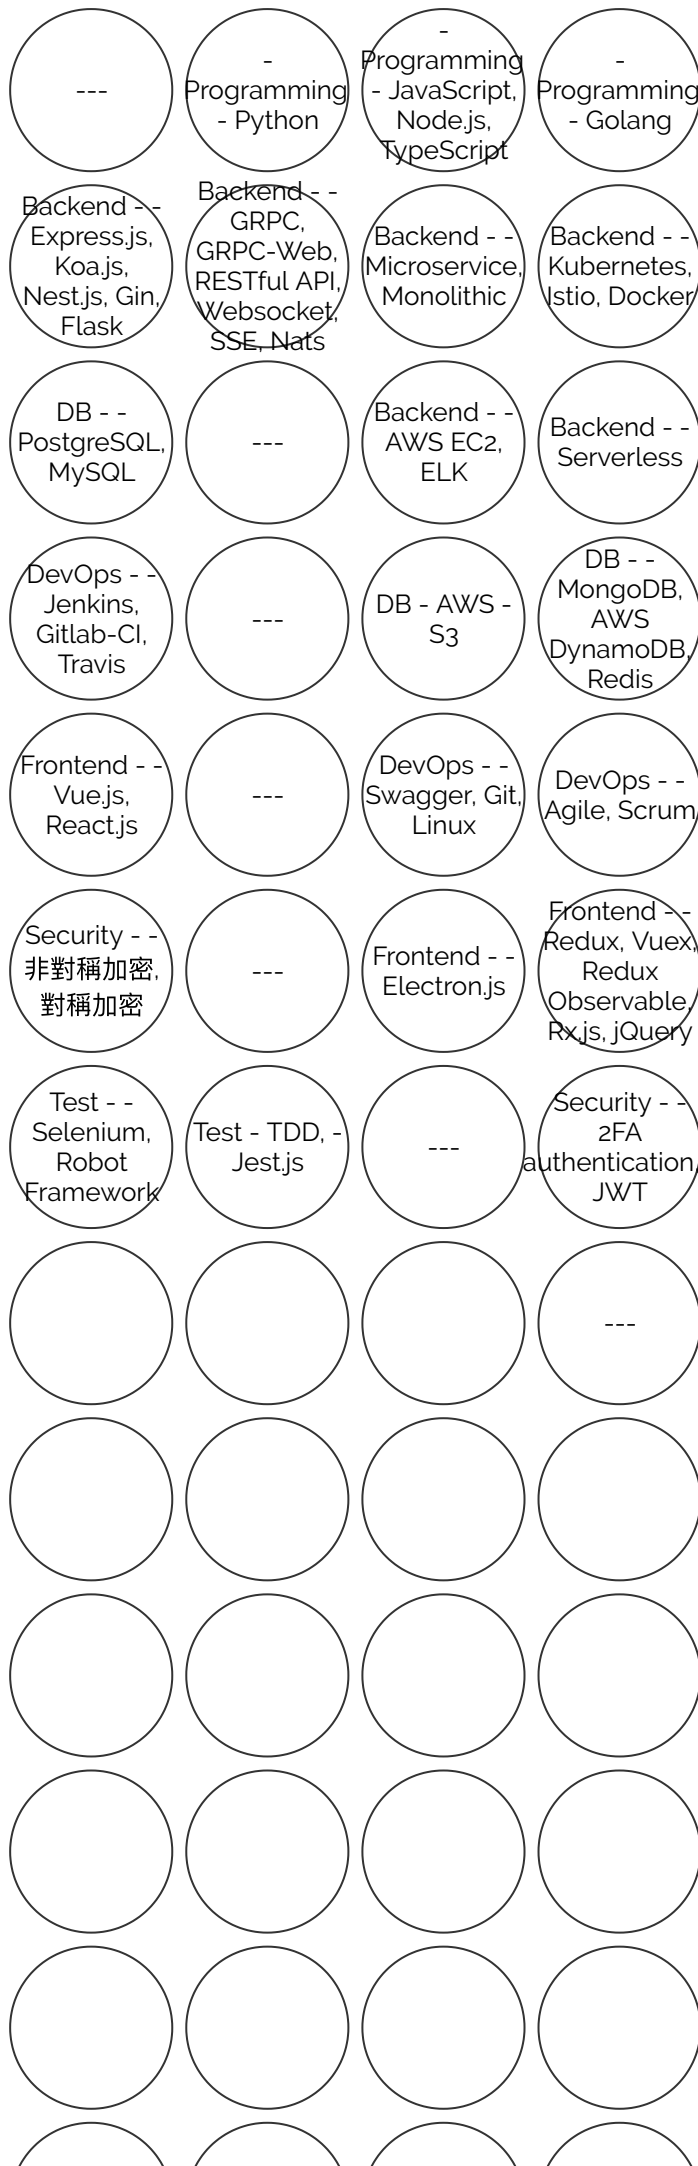 ---
-
Programming
- Python
-
Programming
- JavaScript,
Node.js,
TypeScript
-
Programming
- Golang
Backend - -
Express.js,
Koa.js,
Nest.js, Gin,
Flask
Backend - -
GRPC,
GRPC-Web,
RESTful API,
Websocket,
SSE, Nats
Backend - -
Microservice,
Monolithic
Backend - -
Kubernetes,
Istio, Docker
DB - -
PostgreSQL,
MySQL
---
Backend - -
AWS EC2,
ELK
Backend - -
Serverless
DevOps - -
Jenkins,
Gitlab-CI,
Travis
---
DB - AWS -
S3
DB - -
MongoDB,
AWS
DynamoDB,
Redis
Frontend - -
Vue.js,
React.js
---
DevOps - -
Swagger, Git,
Linux
DevOps - -
Agile, Scrum
Security - -
非對稱加密,
對稱加密
---
Frontend - -
Electron.js
Frontend - -
Redux, Vuex,
Redux
Observable,
Rx.js, jQuery
Test - -
Selenium,
Robot
Framework
Test - TDD, -
Jest.js
---
Security - -
2FA
authentication,
JWT
---